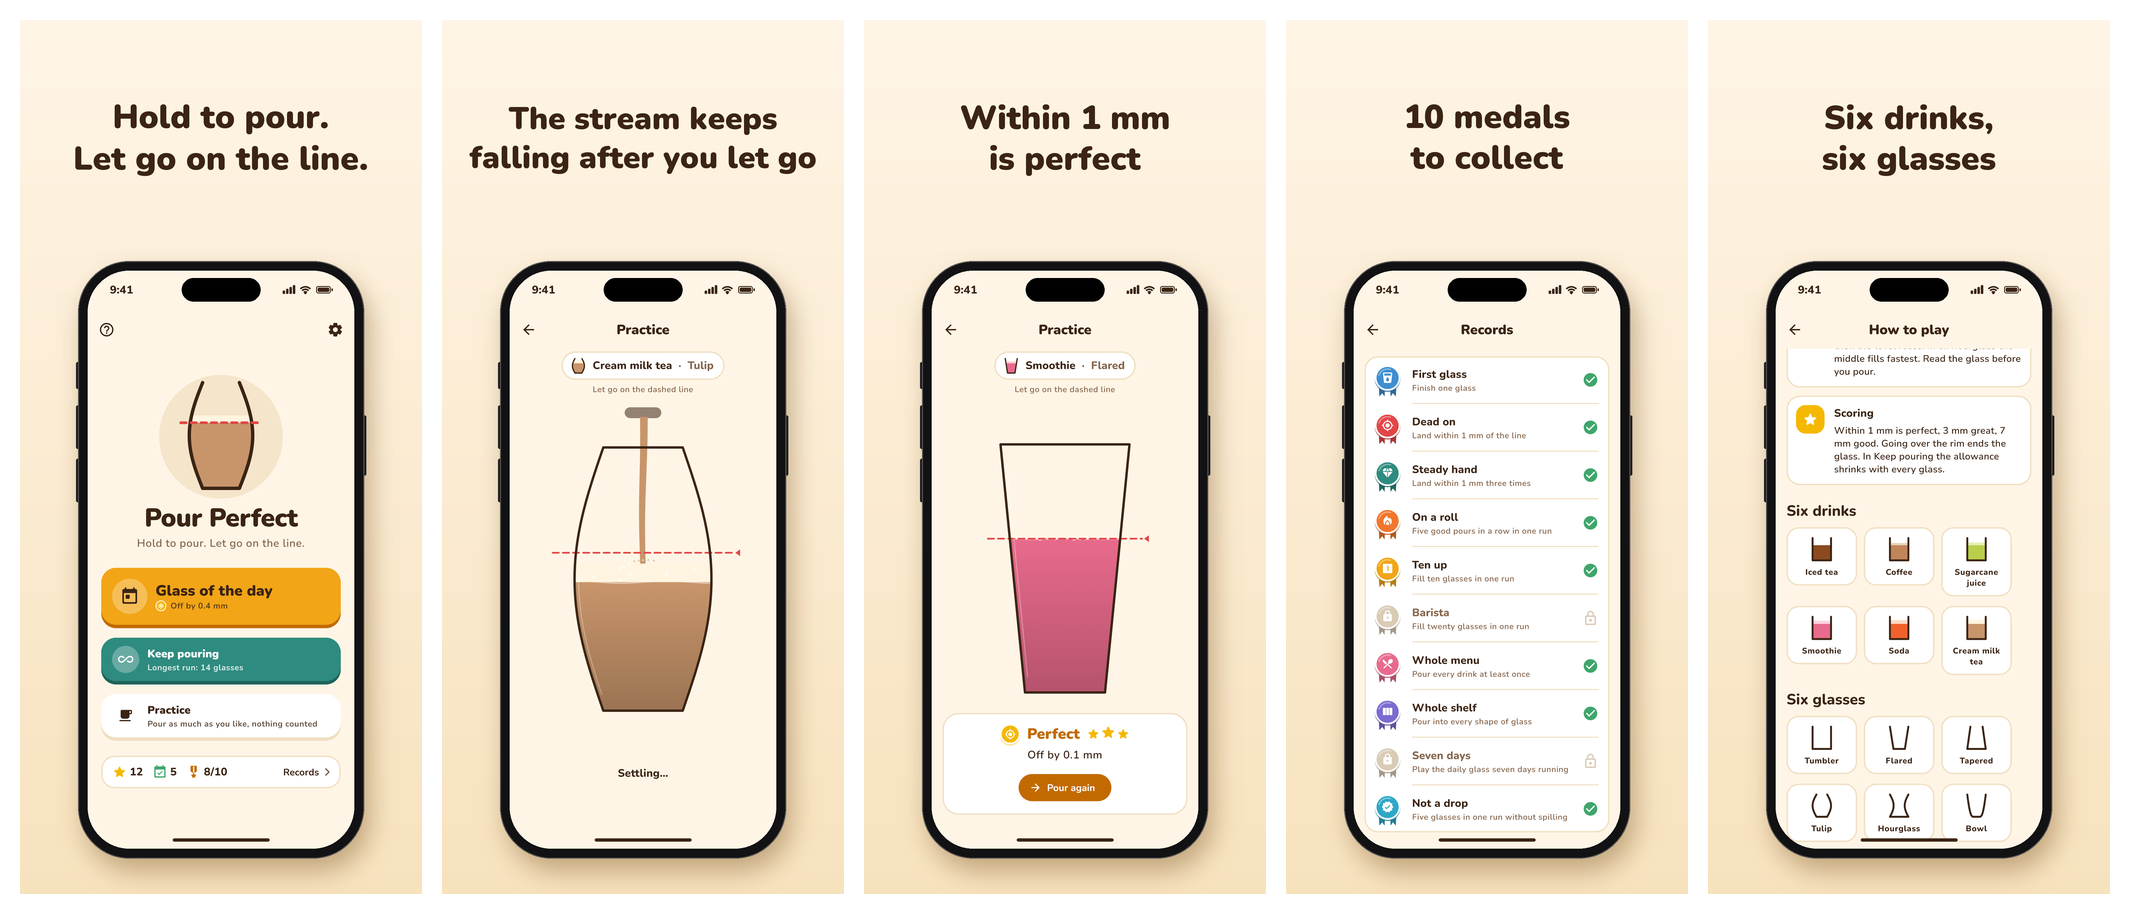 Hold to pour.
Let go on the line.
9:41
Pour Perfect
Hold to pour. Let go on the line.
Glass of the day
Off by 0.4 mm
Keep pouring
Longest run: 14 glasses
Practice
Pour as much as you like, nothing counted
12 5 8/10 Records
The stream keeps
falling after you let go
9:41
Practice
Cream milk tea · Tulip
Let go on the dashed line
Settling...
Within 1 mm
is perfect
9:41
Practice
Smoothie · Flared
Let go on the dashed line
Perfect
Off by 0.1 mm
Pour again
10 medals
to collect
9:41
Records
First glass
Finish one glass
Dead on
Land within 1 mm of the line
Steady hand
Land within 1 mm three times
On a roll
Five good pours in a row in one run
Ten up
Fill ten glasses in one run
Barista
Fill twenty glasses in one run
Whole menu
Pour every drink at least once
Whole shelf
Pour into every shape of glass
Seven days
Play the daily glass seven days running
Not a drop
Five glasses in one run without spilling
Six drinks,
six glasses
9:41
How to play
middle fills fastest. Read the glass before
you pour.
Scoring
Within 1 mm is perfect, 3 mm great, 7
mm good. Going over the rim ends the
glass. In Keep pouring the allowance
shrinks with every glass.
Six drinks
Iced tea
Coffee
Sugarcane
juice
Smoothie
Soda
Cream milk
tea
Six glasses
Tumbler
Flared
Tapered
Tulip
Hourglass
Bowl